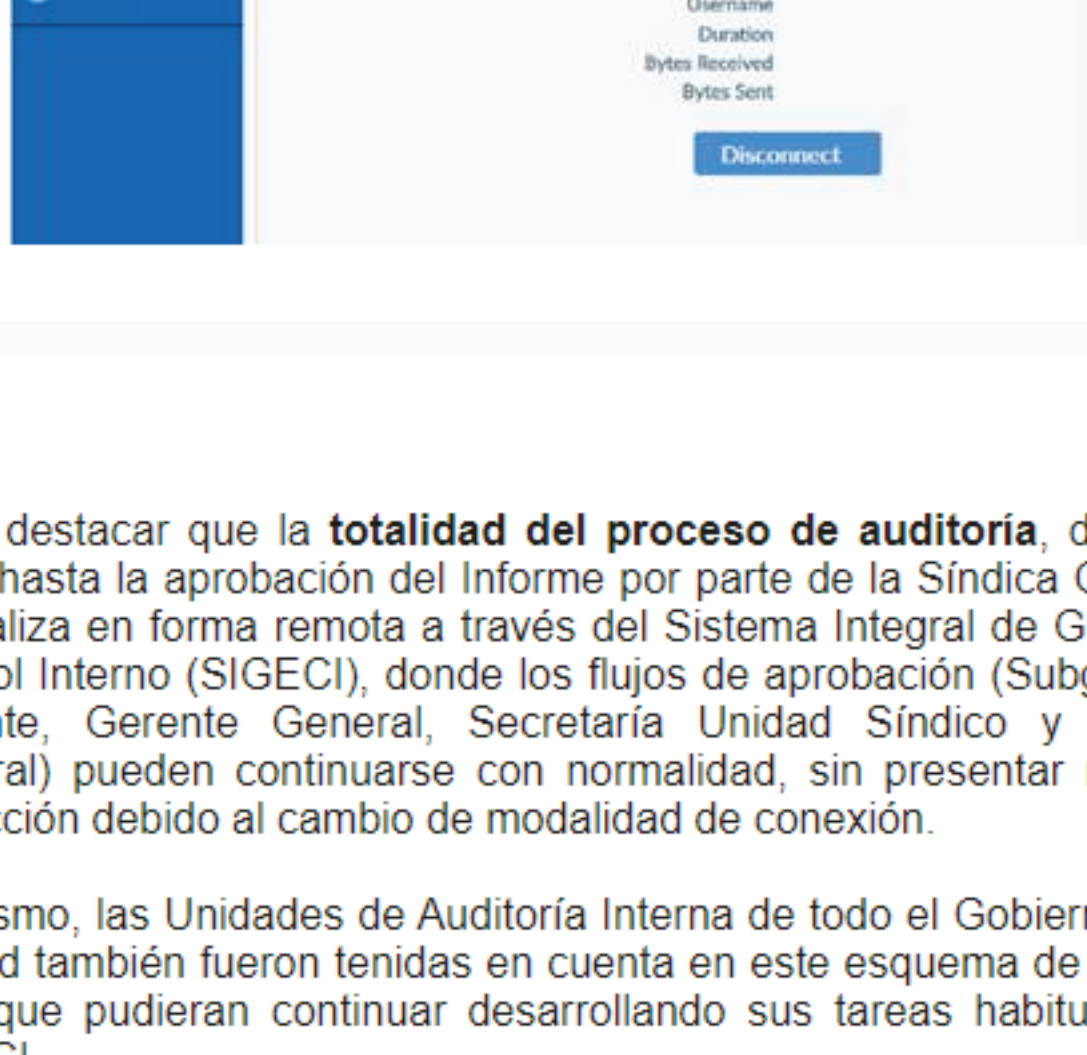 Username
Duration
Bytes Received
Bytes Sent
Disconnect
destacar que la totalidad del proceso de auditoría, d
hasta la aprobación del Informe por parte de la Síndica
aliza en forma remota a través del Sistema Integral de G
ol Interno (SIGECI), donde los flujos de aprobación (Subg
nte, Gerente General, Secretaría Unidad Síndico y
ral) pueden continuarse con normalidad, sin presentar
cción debido al cambio de modalidad de conexión.
smo, las Unidades de Auditoría Interna de todo el Gobiern
d también fueron tenidas en cuenta en este esquema de
que pudieran continuar desarrollando sus tareas habitu